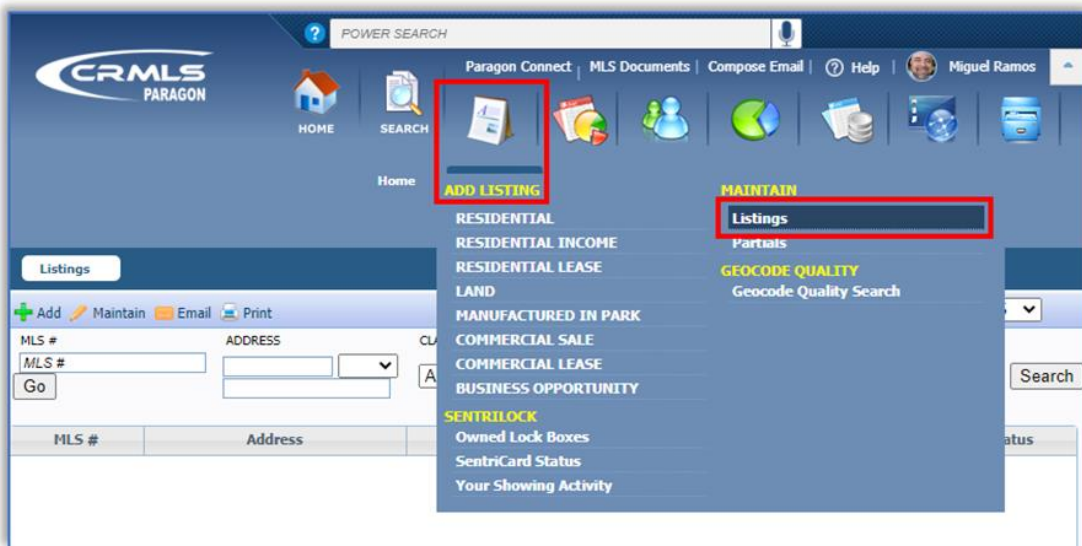 POWER SEARCH
CRMLS
PARAGON
Paragon Connect | MLS Documents | Compose Email | Help | Miguel Ramos
HOME
SEARCH
Home
ADD LISTING
RESIDENTIAL
RESIDENTIAL INCOME
RESIDENTIAL LEASE
LAND
MANUFACTURED IN PARK
COMMERCIAL SALE
COMMERCIAL LEASE
BUSINESS OPPORTUNITY
SENTRILOCK
Owned Lock Boxes
SentriCard Status
Your Showing Activity
MAINTAIN
Listings
Partials
GEOCODE QUALITY
Geocode Quality Search
Listings
Add Maintain Email Print
MLS # ADDRESS
MLS #
Go
Search
MLS # Address